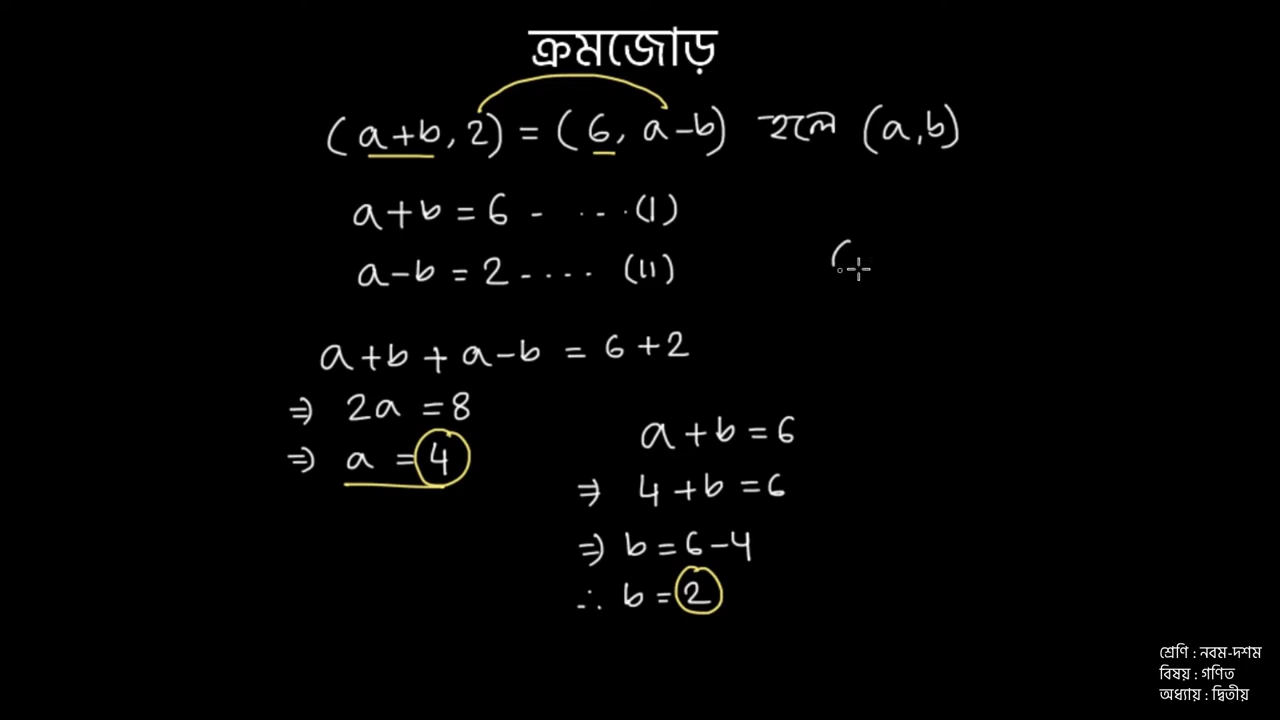 ক্রমজোড়
(a+b, 2) = (6, a-b) হলে (a,b)
a+b = 6 - ... (I)
a-b = 2 - .... (II)
(
a+b + a-b = 6+2
⇒ 2a = 8
⇒ a = 4
a+b = 6
⇒ 4+b = 6
⇒ b = 6-4
∴ b = 2
শ্রেণি : নবম-দশম
বিষয় : গণিত
অধ্যায় : দ্বিতীয়